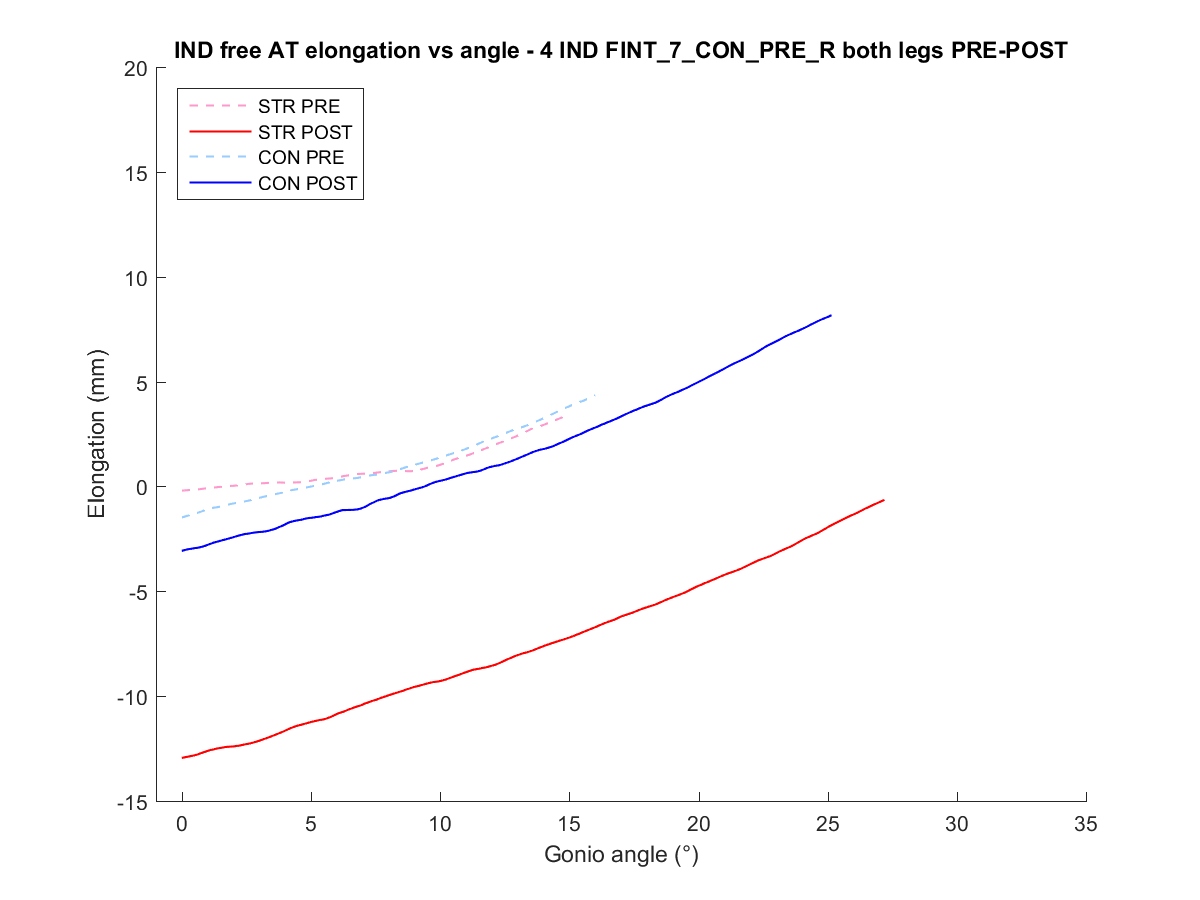 IND free AT elongation vs angle - 4 IND FINT_7_CON_PRE_R both legs PRE-POST
20
15
10
5
0
-5
-10
-15
Elongation (mm)
STR PRE
STR POST
CON PRE
CON POST
0 5 10 15 20 25 30 35
Gonio angle (°)